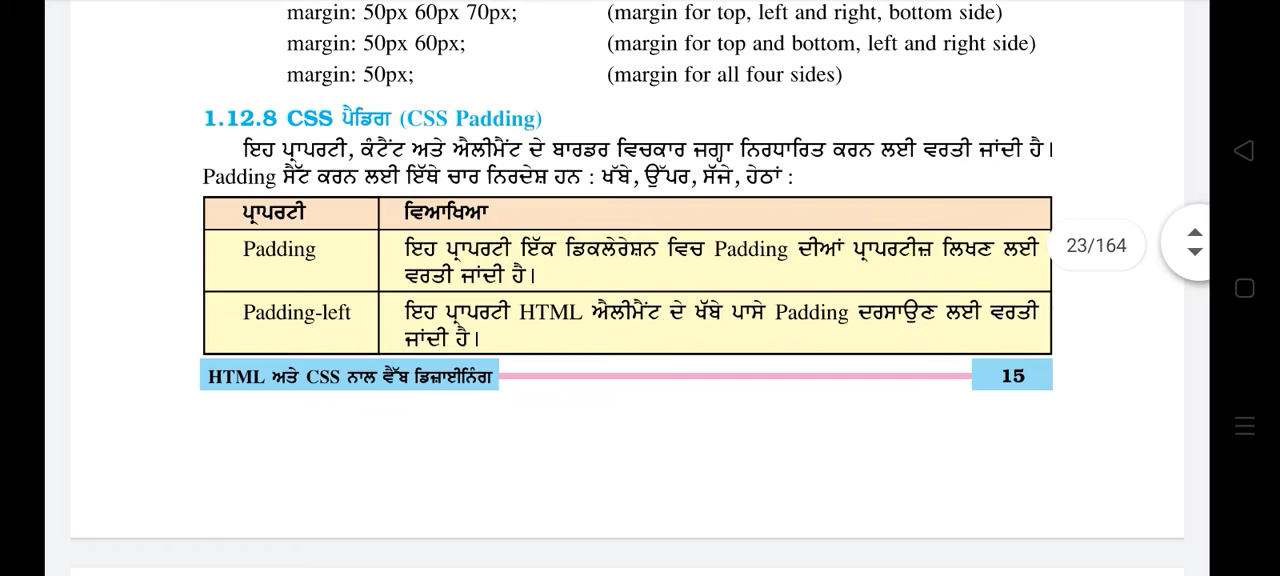 margin: 50px 60px 70px; (margin for top, left and right, bottom side)
margin: 50px 60px; (margin for top and bottom, left and right side)
margin: 50px; (margin for all four sides)
1.12.8 CSS ਪੈਡਿਗ (CSS Padding)
ਇਹ ਪ੍ਰਾਪਰਟੀ, ਕੰਟੈਂਟ ਅਤੇ ਐਲੀਮੈਂਟ ਦੇ ਬਾਰਡਰ ਵਿਚਕਾਰ ਜਗ੍ਹਾ ਨਿਰਧਾਰਿਤ ਕਰਨ ਲਈ ਵਰਤੀ ਜਾਂਦੀ ਹੈ।
Padding ਸੈੱਟ ਕਰਨ ਲਈ ਇੱਥੇ ਚਾਰ ਨਿਰਦੇਸ਼ ਹਨ : ਖੱਬੇ, ਉੱਪਰ, ਸੱਜੇ, ਹੇਠਾਂ :
ਪ੍ਰਾਪਰਟੀ ਵਿਆਖਿਆ
Padding ਇਹ ਪ੍ਰਾਪਰਟੀ ਇੱਕ ਡਿਕਲੇਰੇਸ਼ਨ ਵਿਚ Padding ਦੀਆਂ ਪ੍ਰਾਪਰਟੀਜ਼ ਲਿਖਣ ਲਈ
ਵਰਤੀ ਜਾਂਦੀ ਹੈ।
Padding-left ਇਹ ਪ੍ਰਾਪਰਟੀ HTML ਐਲੀਮੈਂਟ ਦੇ ਖੱਬੇ ਪਾਸੇ Padding ਦਰਸਾਉਣ ਲਈ ਵਰਤੀ
ਜਾਂਦੀ ਹੈ।
23/164
HTML ਅਤੇ CSS ਨਾਲ ਵੈੱਬ ਡਿਜ਼ਾਈਨਿੰਗ 15